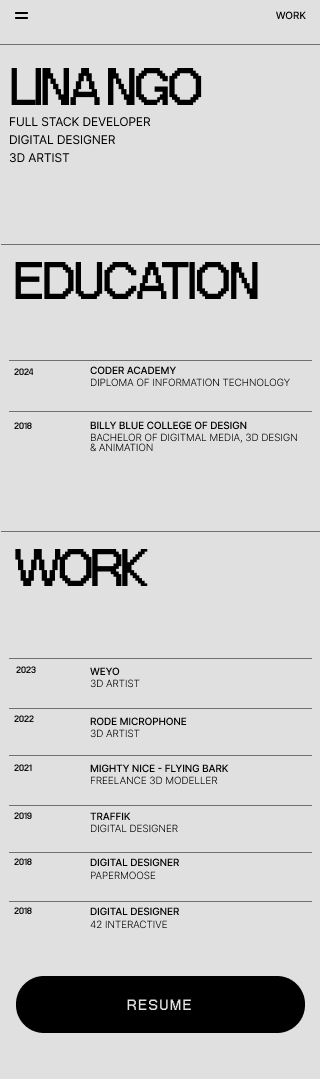 WORK
LINA NGO
FULL STACK DEVELOPER
DIGITAL DESIGNER
3D ARTIST
EDUCATION
2024
CODER ACADEMY
DIPLOMA OF INFORMATION TECHNOLOGY
2018
BILLY BLUE COLLEGE OF DESIGN
BACHELOR OF DIGITMAL MEDIA, 3D DESIGN
& ANIMATION
WORK
2023
WEYO
3D ARTIST
2022
RODE MICROPHONE
3D ARTIST
2021
MIGHTY NICE - FLYING BARK
FREELANCE 3D MODELLER
2019
TRAFFIK
DIGITAL DESIGNER
2018
DIGITAL DESIGNER
PAPERMOOSE
2018
DIGITAL DESIGNER
42 INTERACTIVE
RESUME